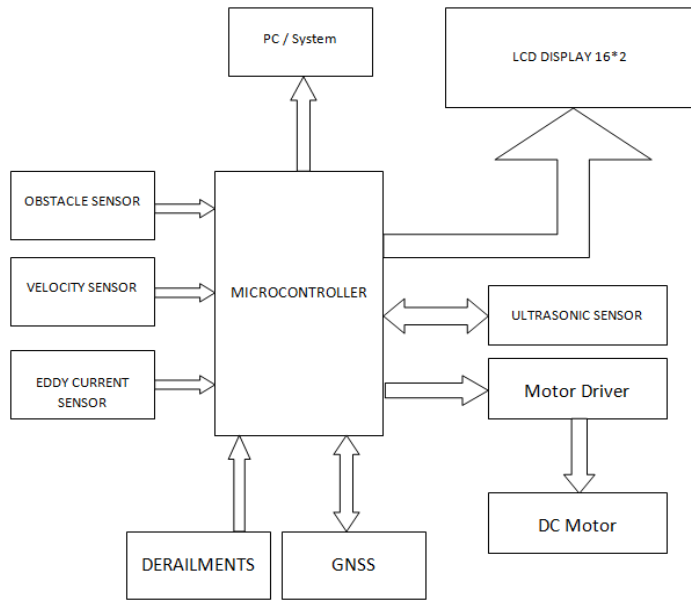 PC / System
LCD DISPLAY 16*2
OBSTACLE SENSOR
VELOCITY SENSOR
MICROCONTROLLER
ULTRASONIC SENSOR
EDDY CURRENT
SENSOR
Motor Driver
DC Motor
DERAILMENTS
GNSS